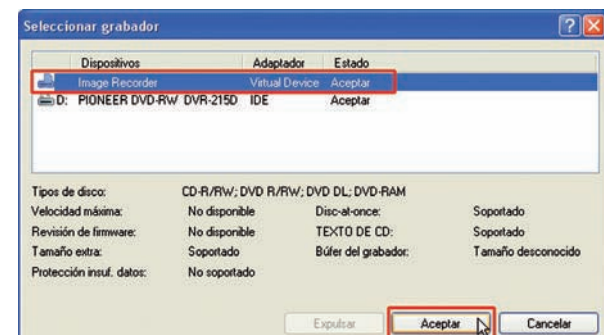 Seleccionar grabador
Dispositivos Adaptador Estado
Image Recorder Virtual Device Aceptar
D: PIONEER DVD-RW DVR-215D IDE Aceptar
Tipos de disco: CD-R/RW; DVD R/RW; DVD DL; DVD-RAM
Velocidad máxima: No disponible Disc-at-once: Soportado
Revisión de firmware: No disponible TEXTO DE CD: Soportado
Tamaño extra: Soportado Búfer del grabador: Tamaño desconocido
Protección insuf. datos: No soportado
Expulsar Aceptar Cancelar